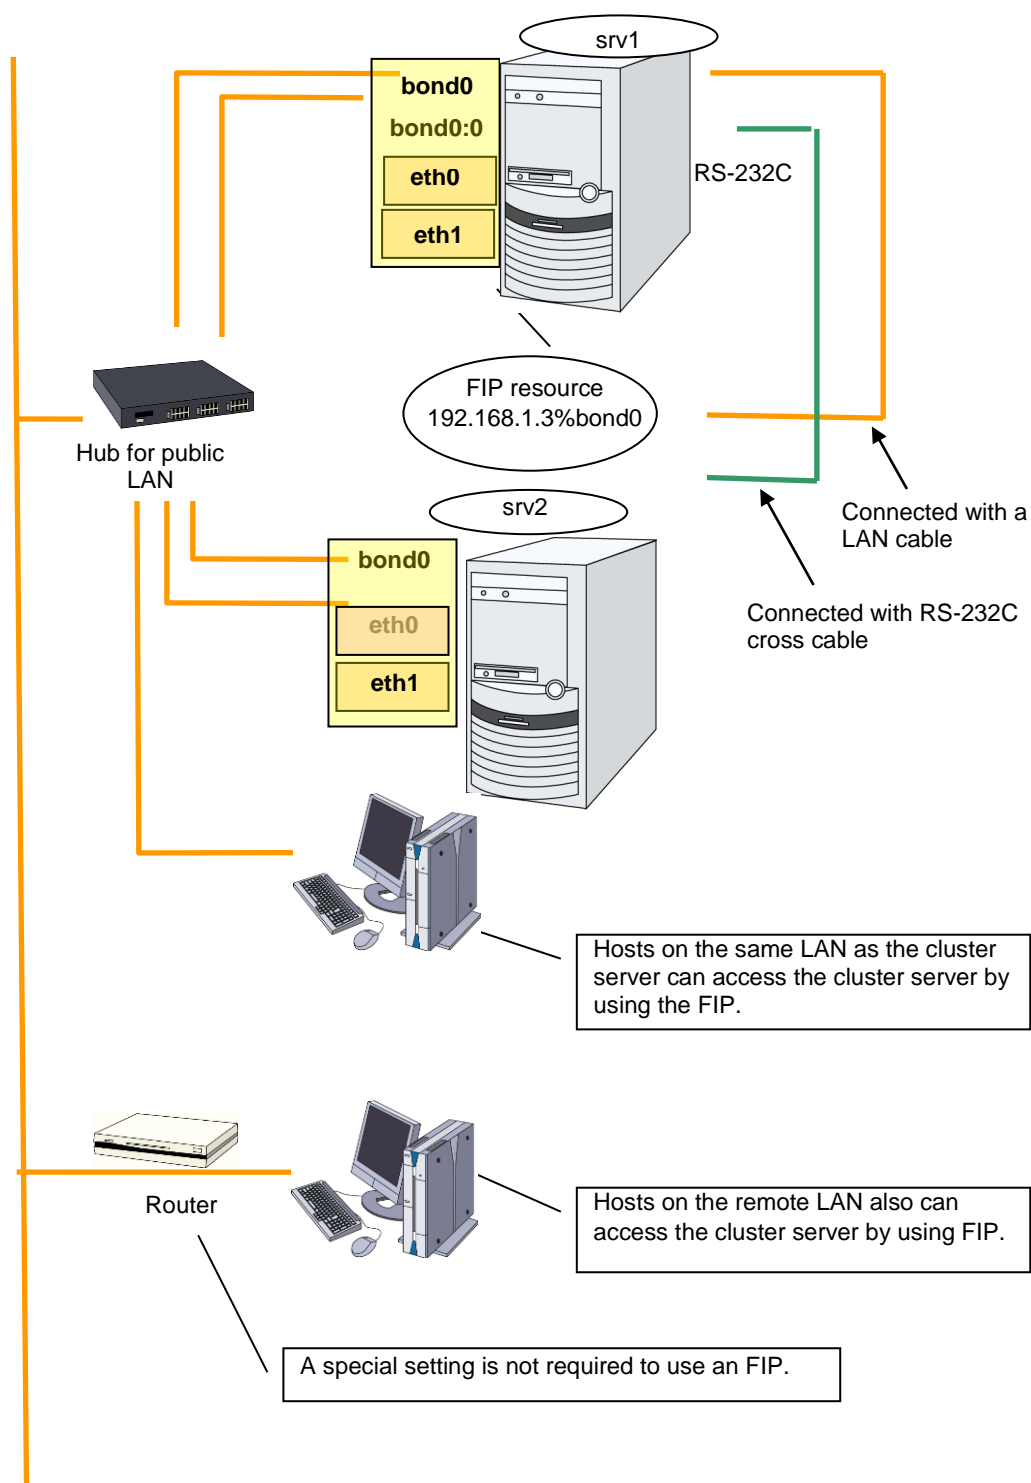 srv1
bond0
bond0:0
eth0
eth1
RS-232C
FIP resource
192.168.1.3%bond0
Hub for public
LAN
srv2
Connected with a
LAN cable
bond0
eth0
eth1
Connected with RS-232C
cross cable
Hosts on the same LAN as the cluster
server can access the cluster server by
using the FIP.
Router
Hosts on the remote LAN also can
access the cluster server by using FIP.
A special setting is not required to use an FIP.